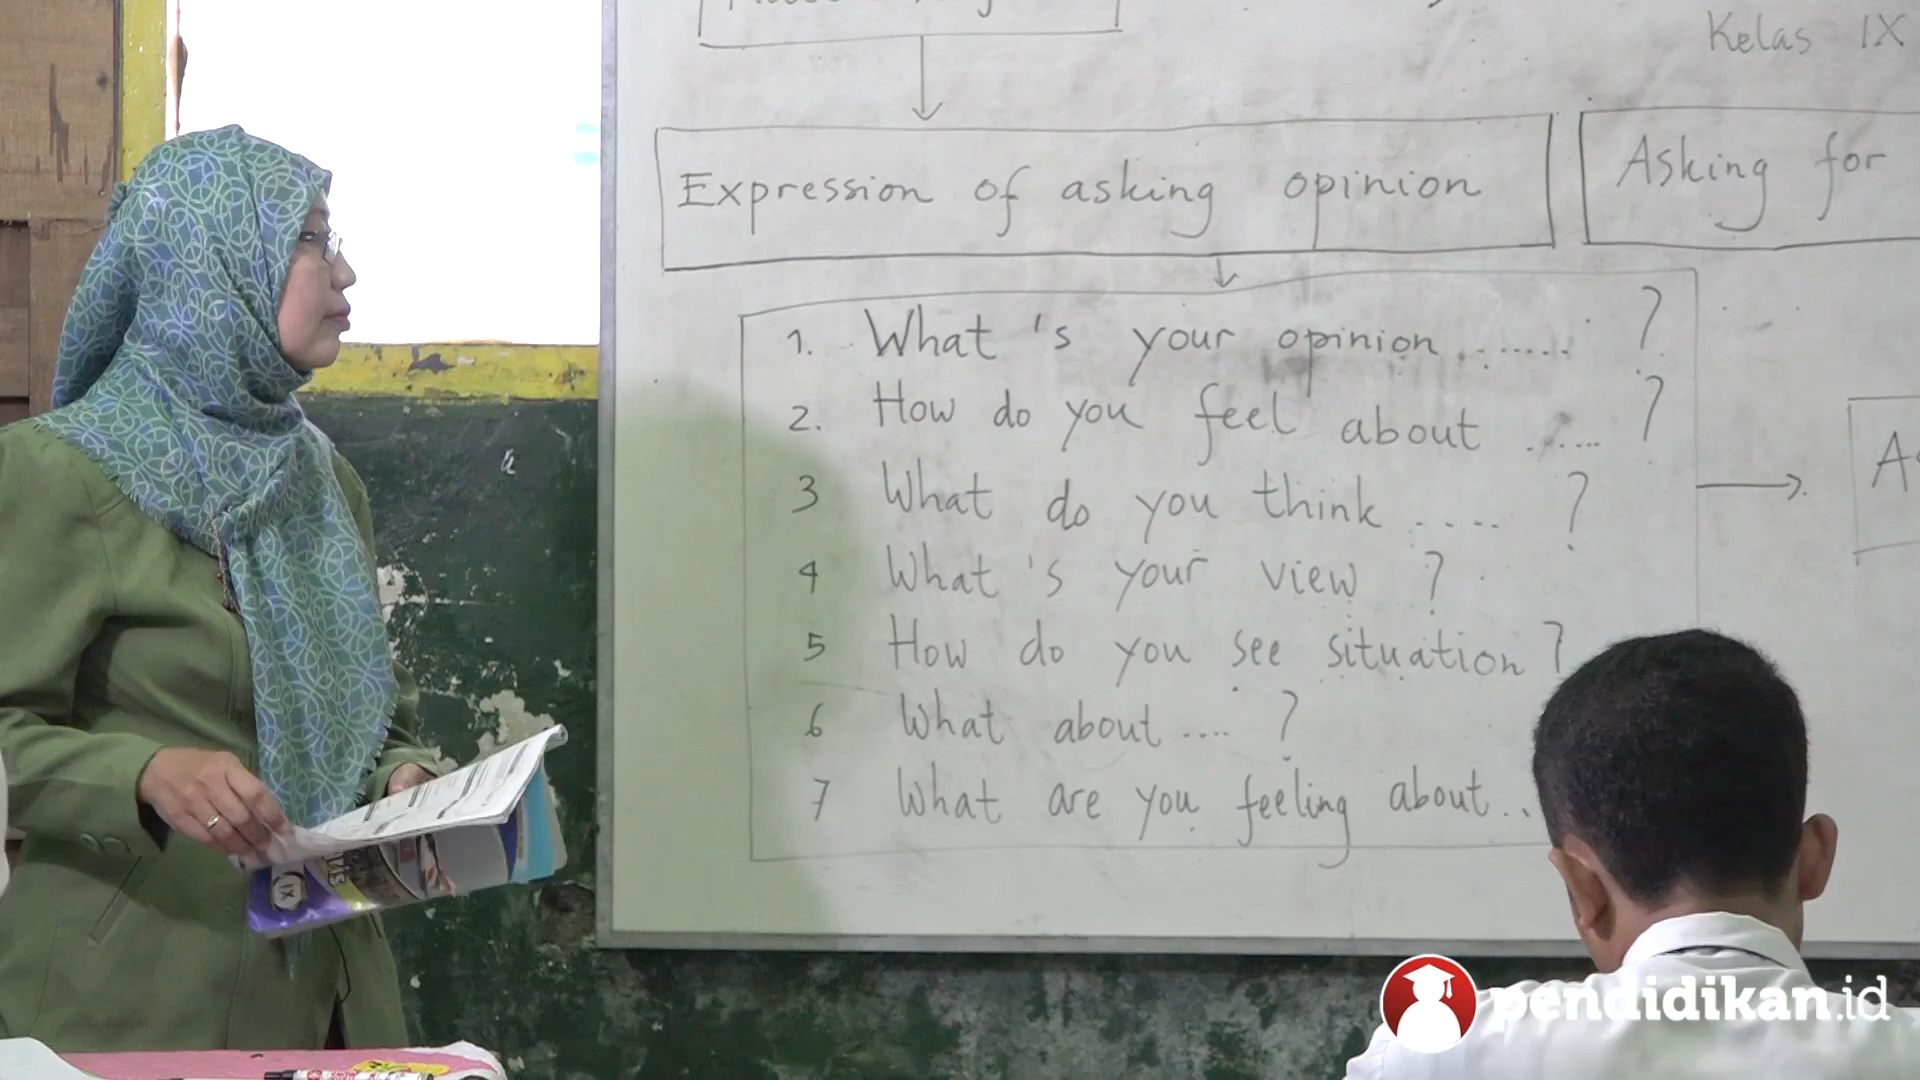 Kelas IX
Expression of asking opinion
Asking for
1. What's your opinion ....... ?
2. How do you feel about ...... ?
3 What do you think ..... ?
4 What's your view ?
5 How do you see situation ?
6 What about .... ?
7 What are you feeling about..
IX
pendidikan.id